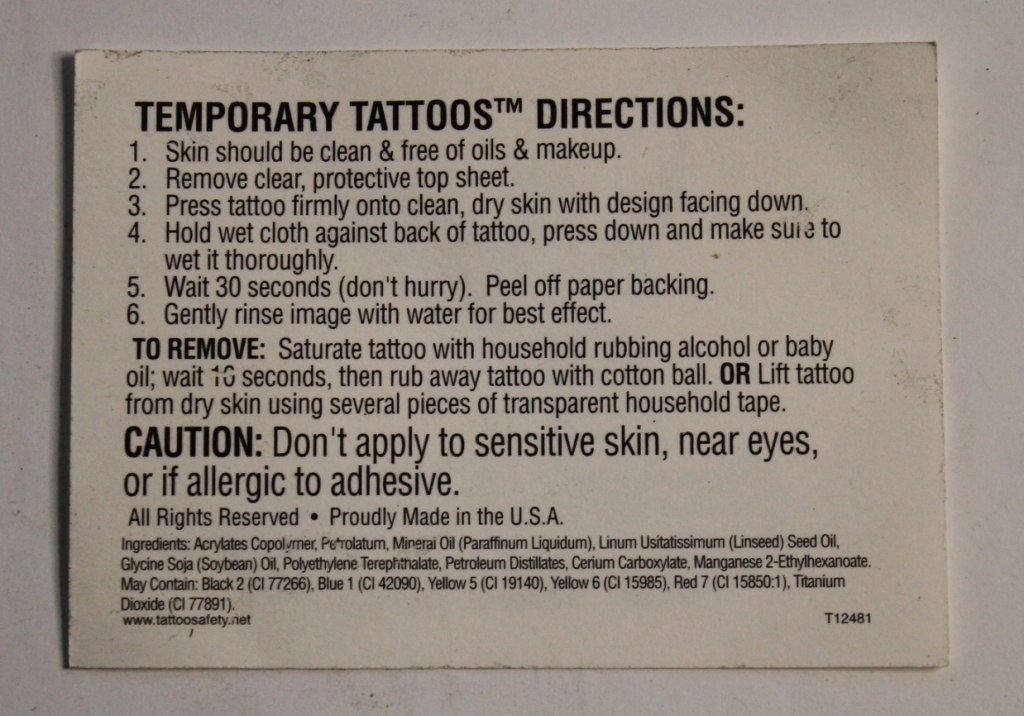 TEMPORARY TATTOOS™ DIRECTIONS:
1. Skin should be clean & free of oils & makeup.
2. Remove clear, protective top sheet.
3. Press tattoo firmly onto clean, dry skin with design facing down.
4. Hold wet cloth against back of tattoo, press down and make sure to
wet it thoroughly.
5. Wait 30 seconds (don't hurry). Peel off paper backing.
6. Gently rinse image with water for best effect.
TO REMOVE: Saturate tattoo with household rubbing alcohol or baby
oil; wait 10 seconds, then rub away tattoo with cotton ball. OR Lift tattoo
from dry skin using several pieces of transparent household tape.
CAUTION: Don't apply to sensitive skin, near eyes,
or if allergic to adhesive.
All Rights Reserved • Proudly Made in the U.S.A.
Ingredients: Acrylates Copolymer, Petrolatum, Mineral Oil (Paraffinum Liquidum), Linum Usitatissimum (Linseed) Seed Oil,
Glycine Soja (Soybean) Oil, Polyethylene Terephthalate, Petroleum Distillates, Cerium Carboxylate, Manganese 2-Ethylhexanoate.
May Contain: Black 2 (CI 77266), Blue 1 (CI 42090), Yellow 5 (CI 19140), Yellow 6 (CI 15985), Red 7 (CI 15850:1), Titanium
Dioxide (CI 77891).
www.tattoosafety.net T12481